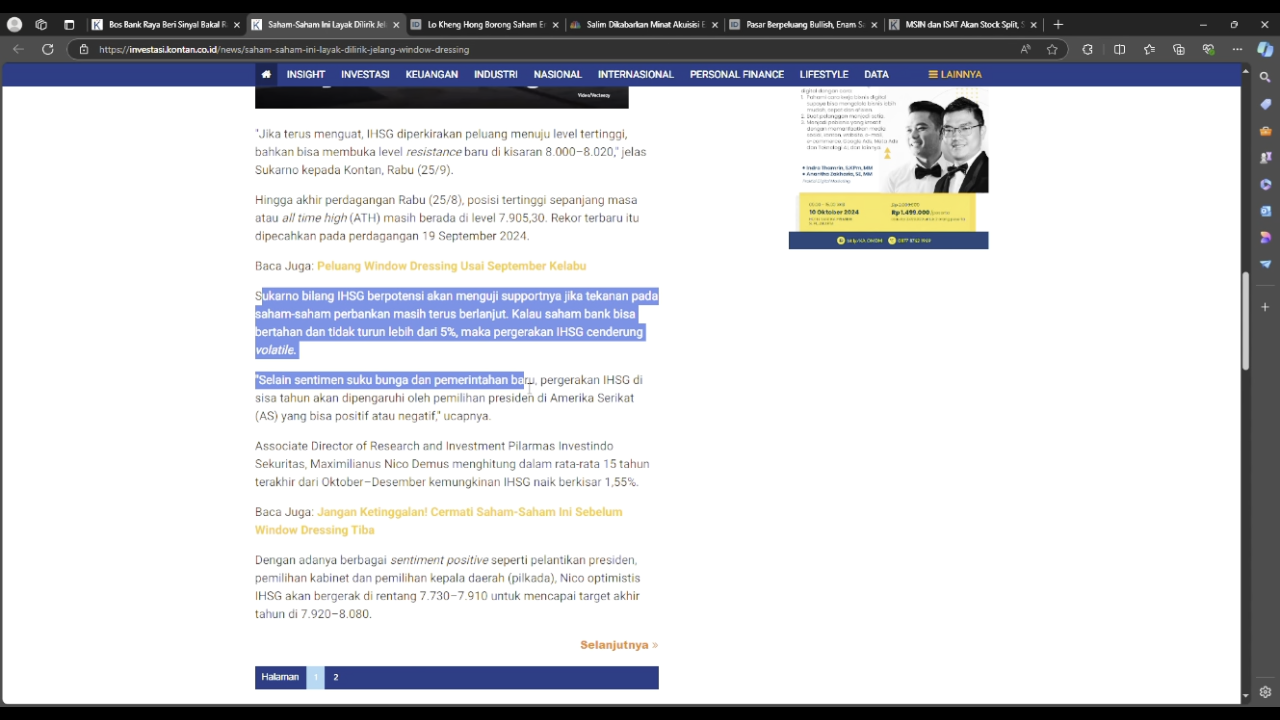 Bos Bank Raya Beri Sinyal Bakal R
Saham-Saham Ini Layak Dilirik Jel
Lo Kheng Hong Borong Saham E
Salim Dikabarkan Minat Akuisisi E
Pasar Berpeluang Bullish, Enam S
MSIN dan ISAT Akan Stock Split, S
https://investasi.kontan.co.id/news/saham-saham-ini-layak-dilirik-jelang-window-dressing
INSIGHT INVESTASI KEUANGAN INDUSTRI NASIONAL INTERNASIONAL PERSONAL FINANCE LIFESTYLE DATA LAINNYA
Video/Vecteezy
"Jika terus menguat, IHSG diperkirakan peluang menuju level tertinggi,
bahkan bisa membuka level resistance baru di kisaran 8.000–8.020," jelas
Sukarno kepada Kontan, Rabu (25/9).
Hingga akhir perdagangan Rabu (25/8), posisi tertinggi sepanjang masa
atau all time high (ATH) masih berada di level 7.905,30. Rekor terbaru itu
dipecahkan pada perdagangan 19 September 2024.
Baca Juga: Peluang Window Dressing Usai September Kelabu
Sukarno bilang IHSG berpotensi akan menguji supportnya jika tekanan pada
saham-saham perbankan masih terus berlanjut. Kalau saham bank bisa
bertahan dan tidak turun lebih dari 5%, maka pergerakan IHSG cenderung
volatile.
"Selain sentimen suku bunga dan pemerintahan baru, pergerakan IHSG di
sisa tahun akan dipengaruhi oleh pemilihan presiden di Amerika Serikat
(AS) yang bisa positif atau negatif," ucapnya.
Associate Director of Research and Investment Pilarmas Investindo
Sekuritas, Maximilianus Nico Demus menghitung dalam rata-rata 15 tahun
terakhir dari Oktober–Desember kemungkinan IHSG naik berkisar 1,55%.
Baca Juga: Jangan Ketinggalan! Cermati Saham-Saham Ini Sebelum
Window Dressing Tiba
Dengan adanya berbagai sentiment positive seperti pelantikan presiden,
pemilihan kabinet dan pemilihan kepala daerah (pilkada), Nico optimistis
IHSG akan bergerak di rentang 7.730–7.910 untuk mencapai target akhir
tahun di 7.920–8.080.
Selanjutnya »
Halaman 1 2
10 Oktober 2024
Rp 1.499.000